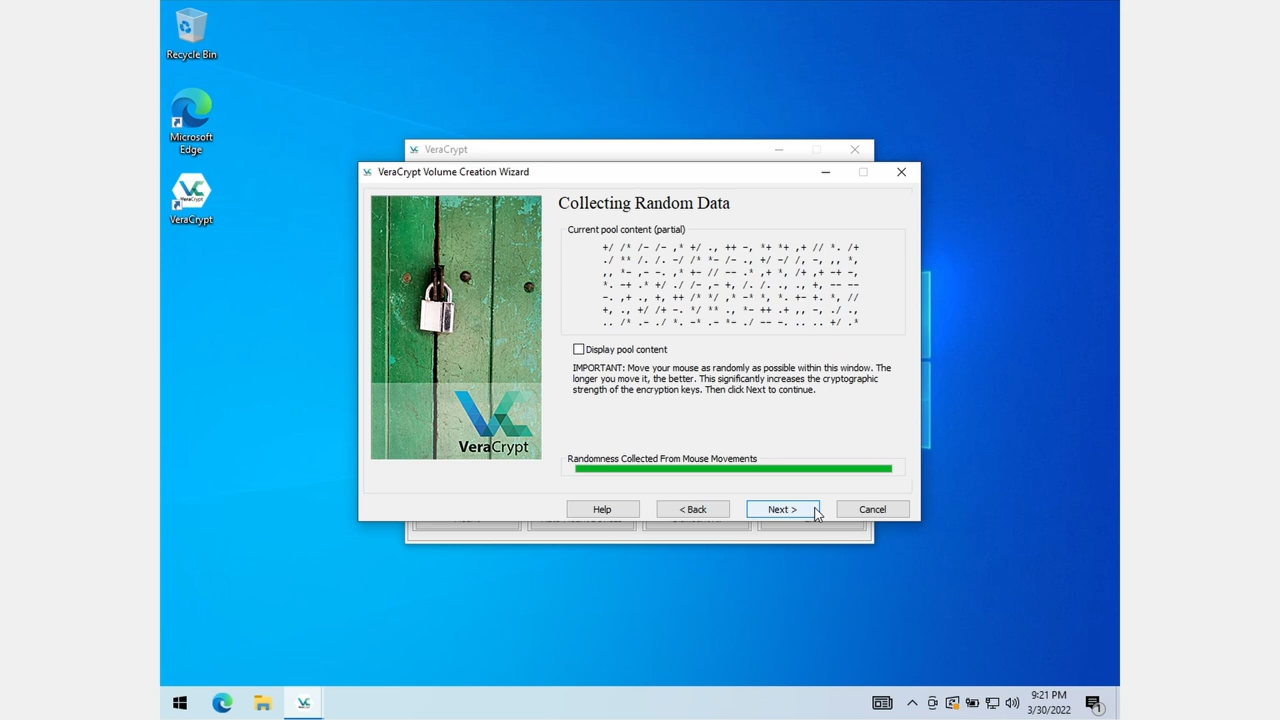 Recycle Bin
Microsoft
Edge
VeraCrypt
VeraCrypt
VeraCrypt
VeraCrypt Volume Creation Wizard
Collecting Random Data
Current pool content (partial)
+/ /* /- /- ,* +/ ., ++ -, *+ *+ ,+ // *. /+
./ ** /. /. -/ /* *- /- ., +/ -/ /, -, ,, *,
,, *- ,- -. ,* +- // -- .* ,+ *, /+ ,+ -+ -,
*. -+ .* +/ ./ /- ,- +, /. /. ., ., +, -- --
-. ,+ ., +, ++ /* */ ,* -* *, *. +- +. *, //
+, ., +/ /+ -. */ ** ., *- ++ .+ ,, -, ./ .,
.. /* .- ./ *. -* .- *- ./ -- -. .. .. +/ .*
Display pool content
IMPORTANT: Move your mouse as randomly as possible within this window. The
longer you move it, the better. This significantly increases the cryptographic
strength of the encryption keys. Then click Next to continue.
VeraCrypt
Randomness Collected From Mouse Movements
Help
< Back
Next >
Cancel
9:21 PM
3/30/2022
1